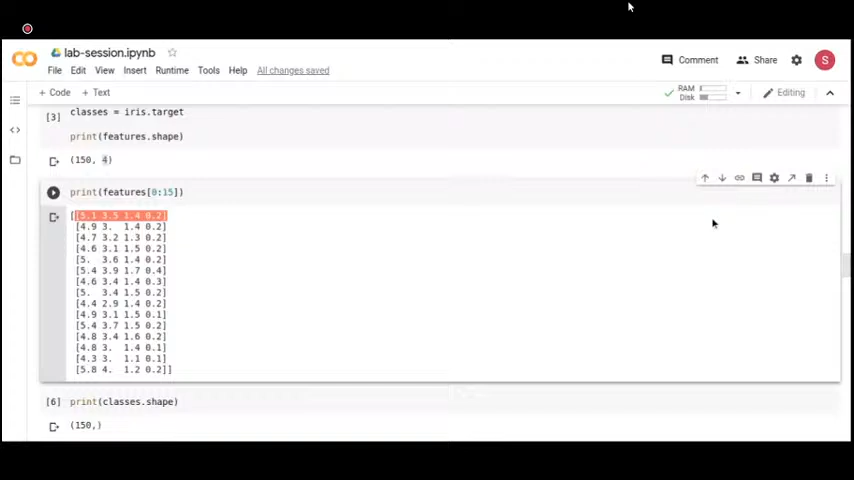 lab-session.ipynb
Comment
Share
S
File Edit View Insert Runtime Tools Help All changes saved
+ Code + Text
RAM
Disk
Editing
classes = iris.target
[3]
print(features.shape)
(150, 4)
print(features[0:15])
[[5.1 3.5 1.4 0.2]
[4.9 3.  1.4 0.2]
[4.7 3.2 1.3 0.2]
[4.6 3.1 1.5 0.2]
[5.  3.6 1.4 0.2]
[5.4 3.9 1.7 0.4]
[4.6 3.4 1.4 0.3]
[5.  3.4 1.5 0.2]
[4.4 2.9 1.4 0.2]
[4.9 3.1 1.5 0.1]
[5.4 3.7 1.5 0.2]
[4.8 3.4 1.6 0.2]
[4.8 3.  1.4 0.1]
[4.3 3.  1.1 0.1]
[5.8 4.  1.2 0.2]]
[6] print(classes.shape)
(150,)